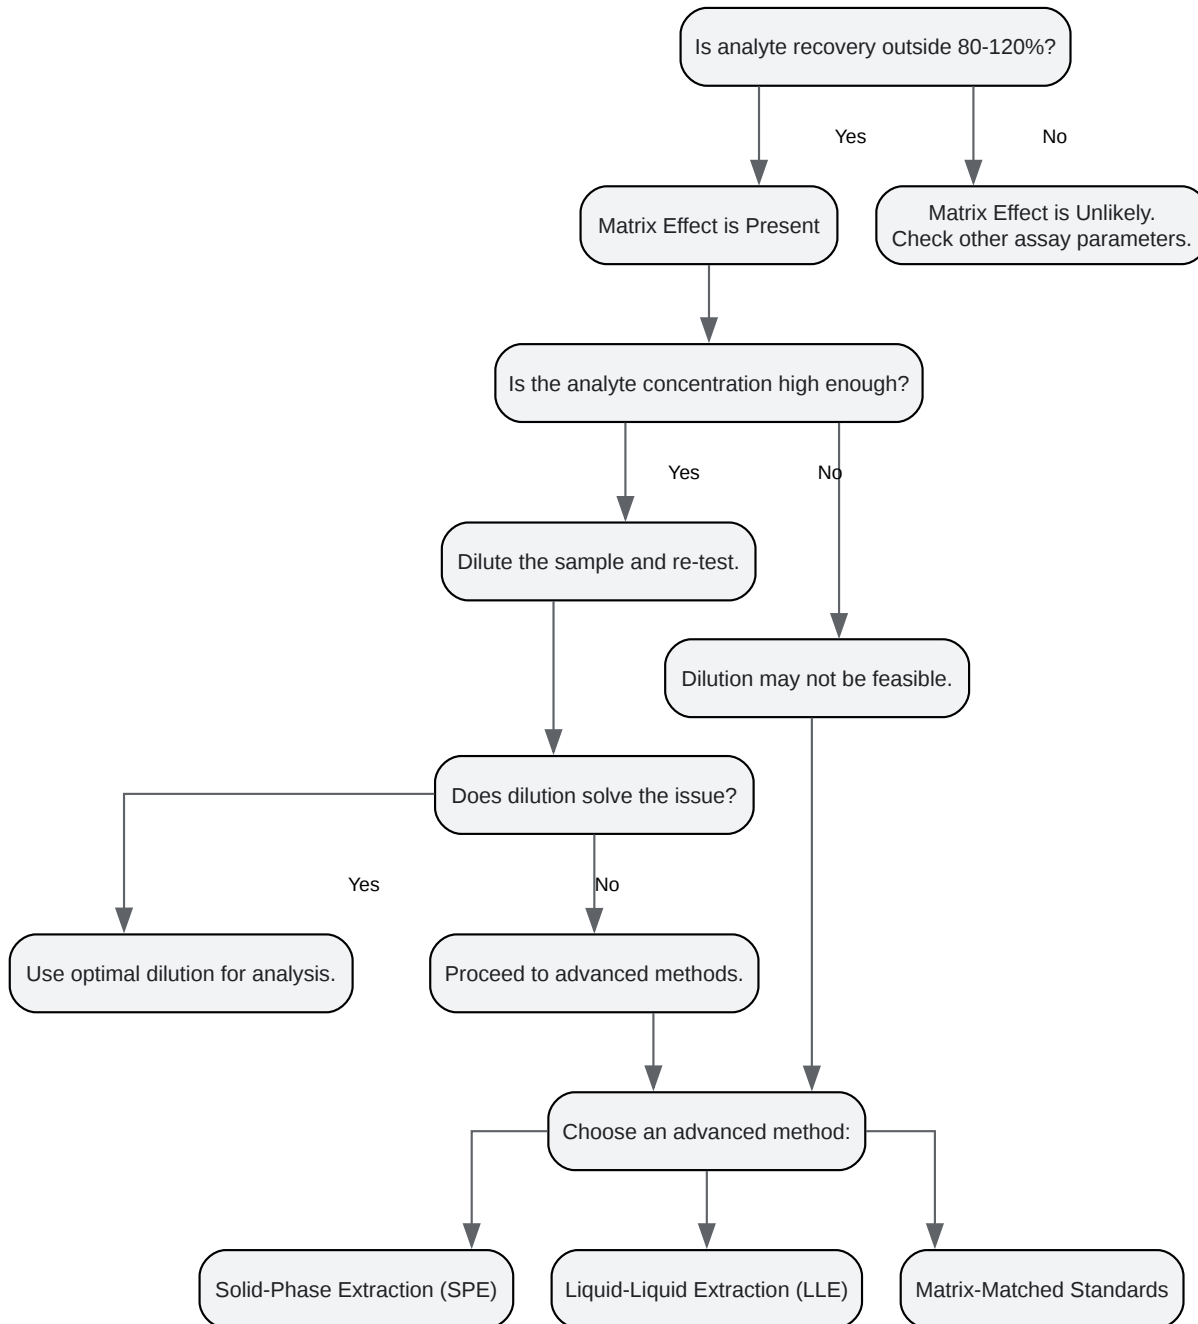 Is analyte recovery outside 80-120%?
Yes
No
Matrix Effect is Present
Matrix Effect is Unlikely.
Check other assay parameters.
Is the analyte concentration high enough?
Yes
No
Dilute the sample and re-test.
Dilution may not be feasible.
Does dilution solve the issue?
Yes
No
Use optimal dilution for analysis.
Proceed to advanced methods.
Choose an advanced method:
Solid-Phase Extraction (SPE)
Liquid-Liquid Extraction (LLE)
Matrix-Matched Standards